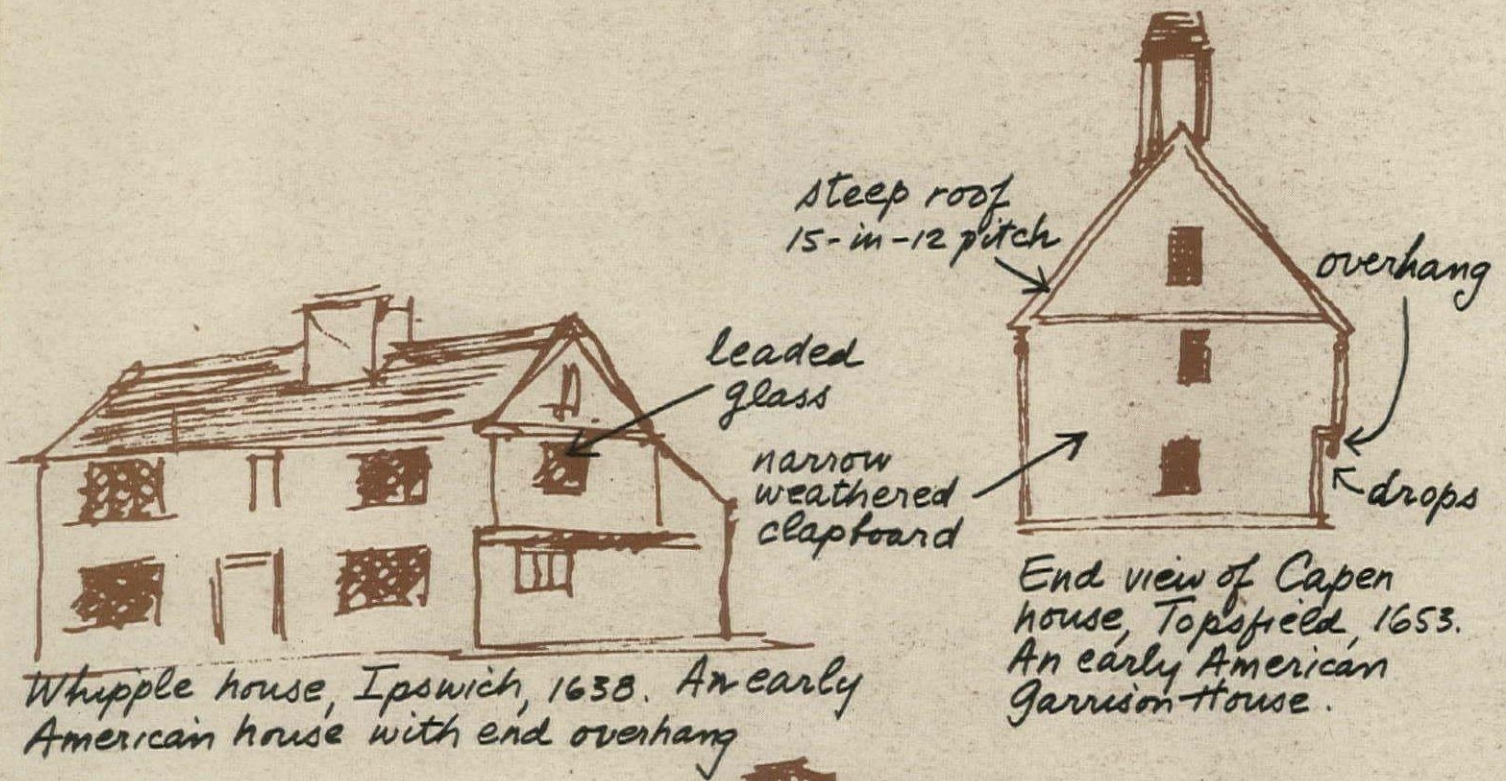 steep roof
15-in-12 pitch
overhang
leaded
glass
narrow
weathered
clapboard
drops
End view of Capen
house, Topsfield, 1653.
An early American
Garrison House.
Whipple house, Ipswich, 1638. An early
American house with end overhang